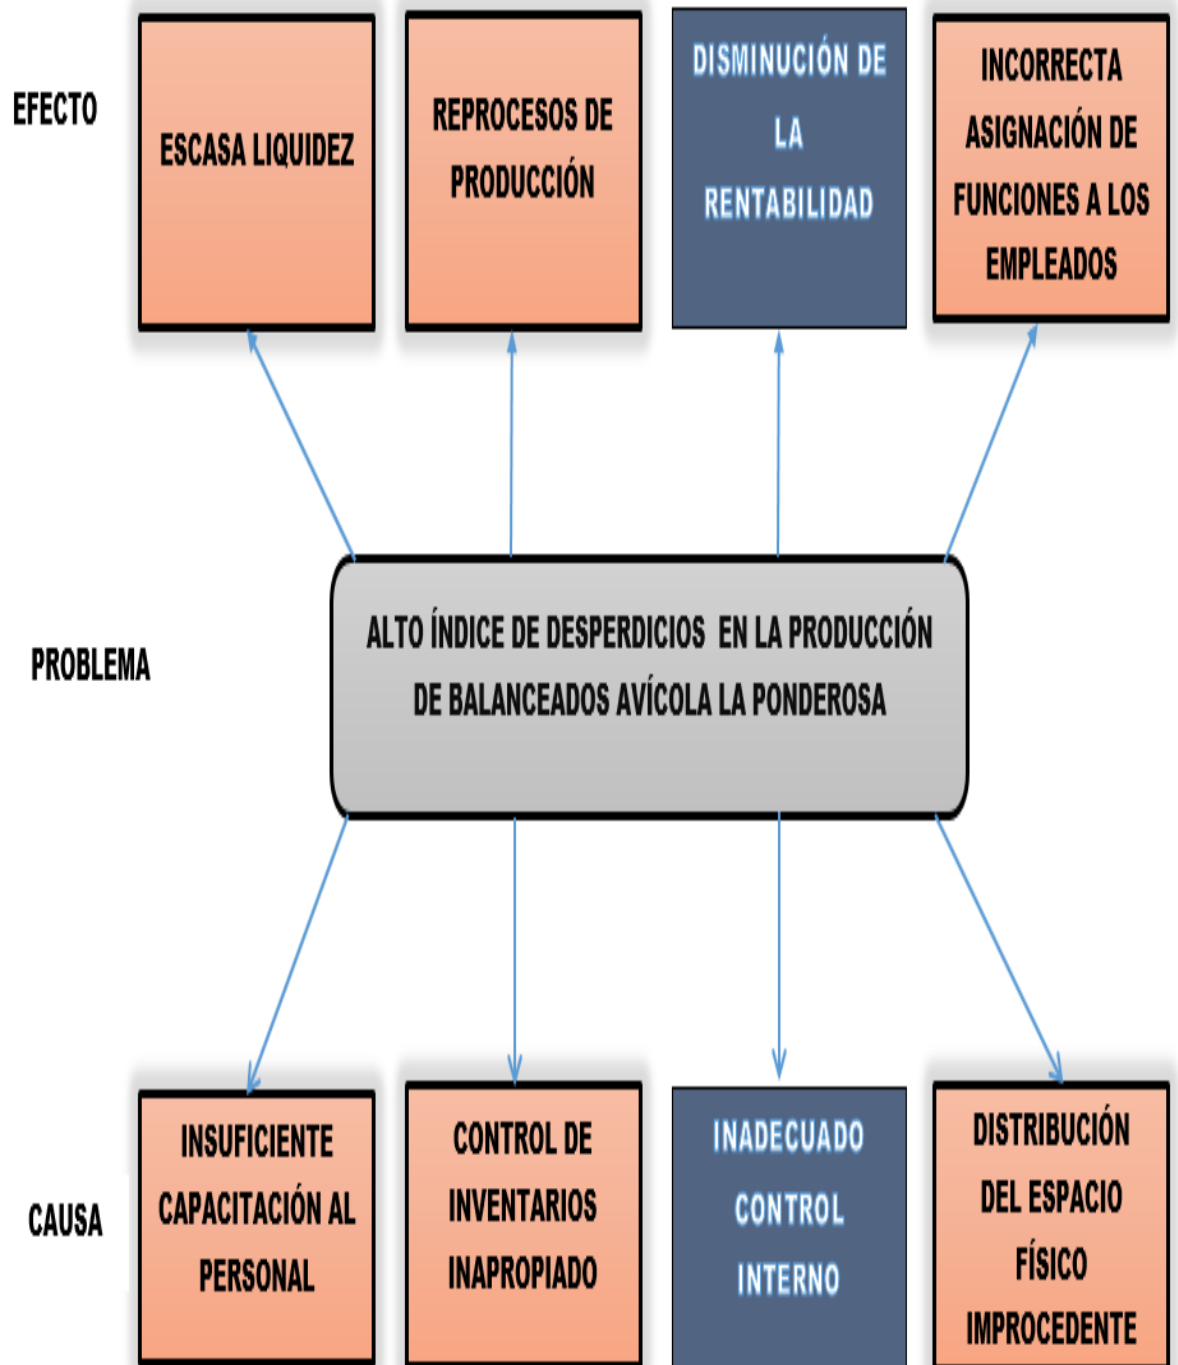 EFECTO
ESCASA LIQUIDEZ
REPROCESOS DE
PRODUCCIÓN
DISMINUCIÓN DE
LA
RENTABILIDAD
INCORRECTA
ASIGNACIÓN DE
FUNCIONES A LOS
EMPLEADOS
PROBLEMA
ALTO ÍNDICE DE DESPERDICIOS EN LA PRODUCCIÓN
DE BALANCEADOS AVÍCOLA LA PONDEROSA
CAUSA
INSUFICIENTE
CAPACITACIÓN AL
PERSONAL
CONTROL DE
INVENTARIOS
INAPROPIADO
INADECUADO
CONTROL
INTERNO
DISTRIBUCIÓN
DEL ESPACIO
FÍSICO
IMPROCEDENTE